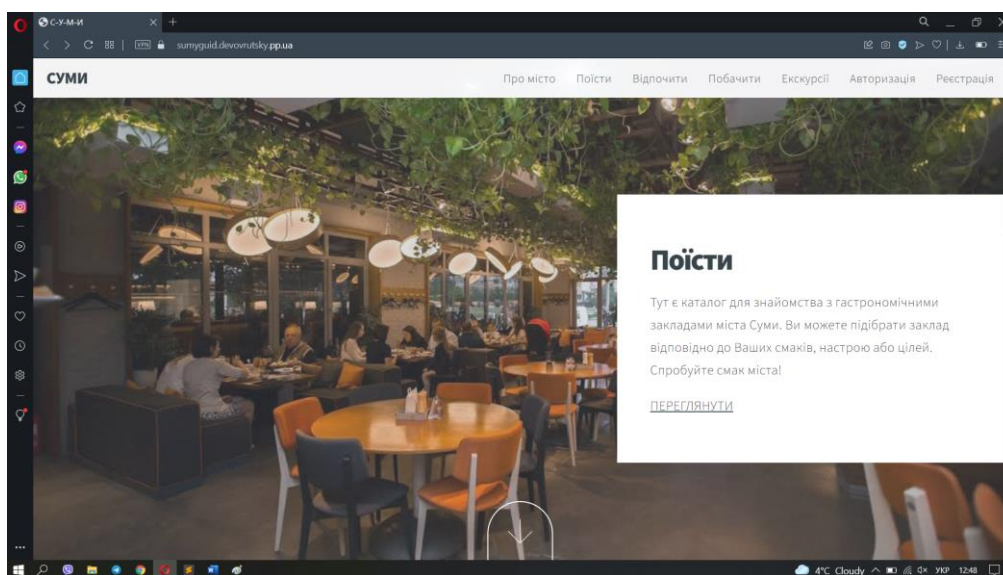 С-У-М-И
VPN
sumyguid.devovrutsky.pp.ua
СУМИ
Про місто Поїсти Відпочити Побачити Екскурсії Авторизація Реєстрація
Поїсти
Тут є каталог для знайомства з гастрономічними
закладами міста Суми. Ви можете підібрати заклад
відповідно до Ваших смаків, настрою або цілей.
Спробуйте смак міста!
ПЕРЕГЛЯНУТИ
4°C Cloudy УКР 12:48